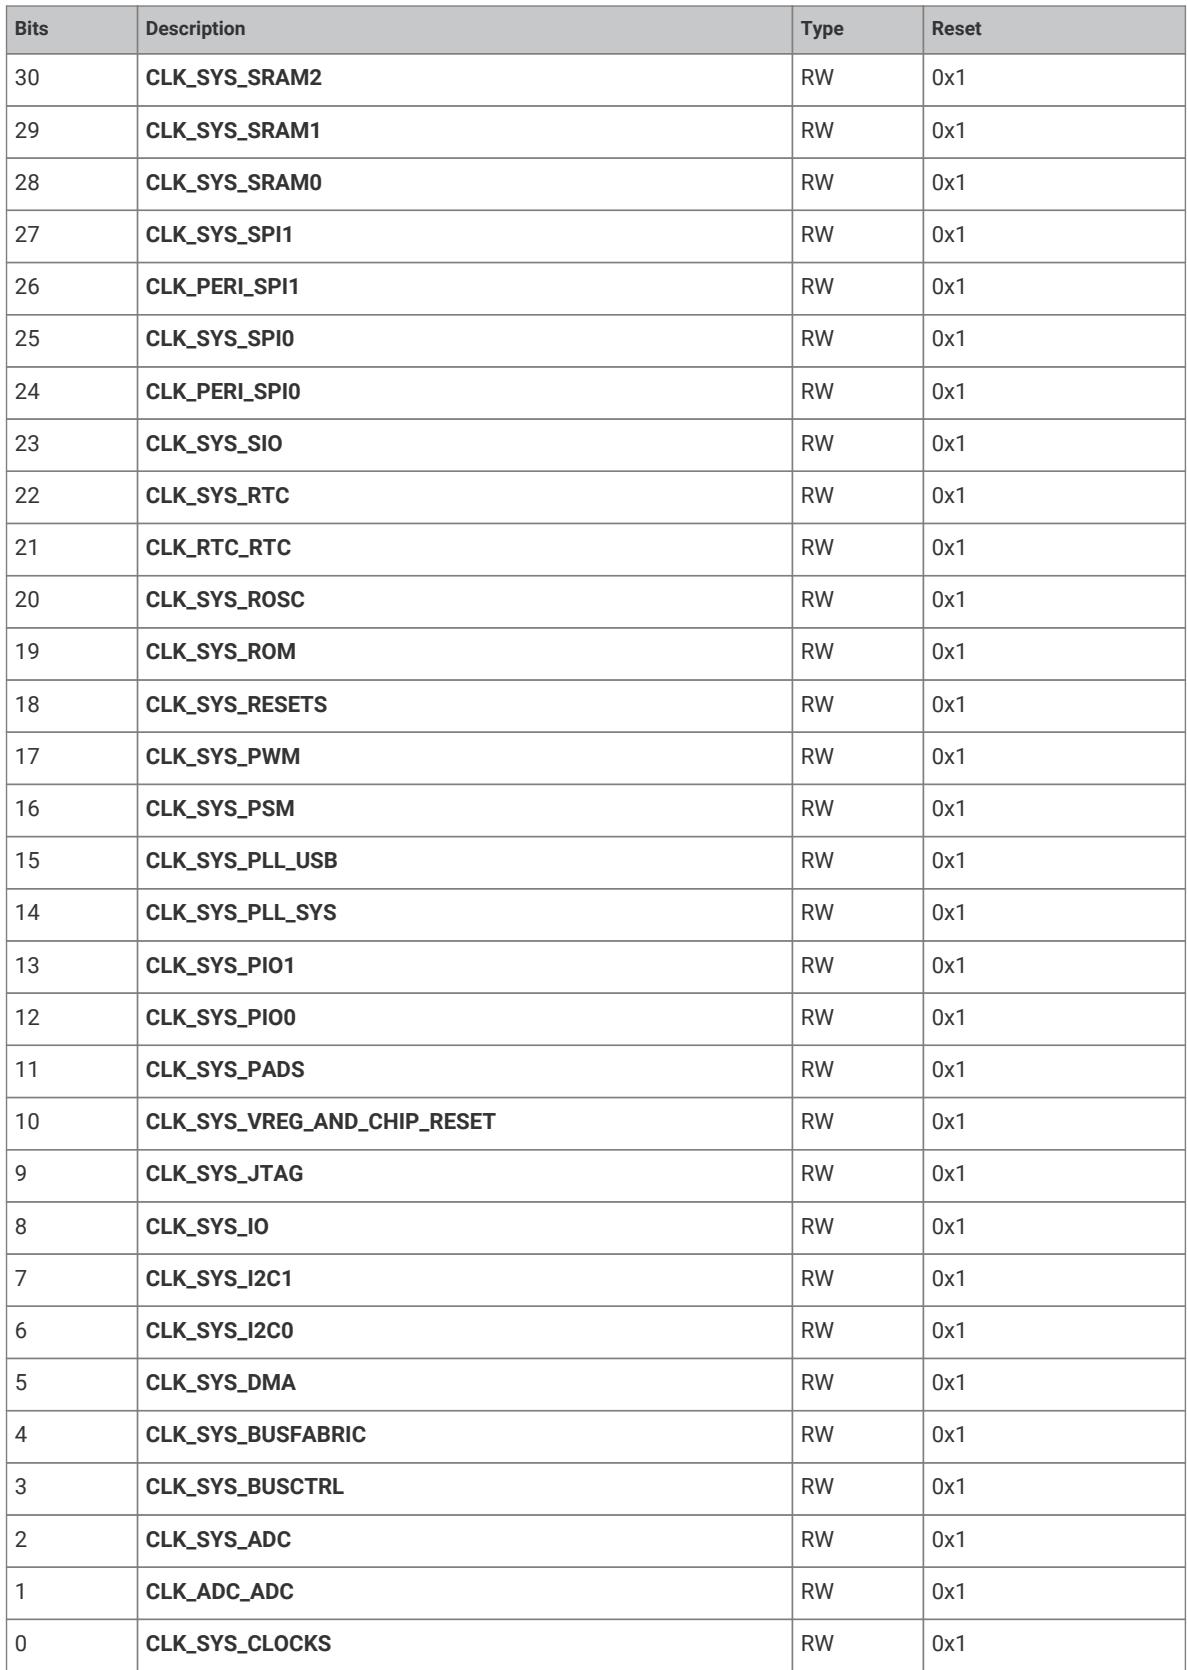 Bits Description Type Reset
30 CLK_SYS_SRAM2 RW 0x1
29 CLK_SYS_SRAM1 RW 0x1
28 CLK_SYS_SRAM0 RW 0x1
27 CLK_SYS_SPI1 RW 0x1
26 CLK_PERI_SPI1 RW 0x1
25 CLK_SYS_SPI0 RW 0x1
24 CLK_PERI_SPI0 RW 0x1
23 CLK_SYS_SIO RW 0x1
22 CLK_SYS_RTC RW 0x1
21 CLK_RTC_RTC RW 0x1
20 CLK_SYS_ROSC RW 0x1
19 CLK_SYS_ROM RW 0x1
18 CLK_SYS_RESETS RW 0x1
17 CLK_SYS_PWM RW 0x1
16 CLK_SYS_PSM RW 0x1
15 CLK_SYS_PLL_USB RW 0x1
14 CLK_SYS_PLL_SYS RW 0x1
13 CLK_SYS_PIO1 RW 0x1
12 CLK_SYS_PIO0 RW 0x1
11 CLK_SYS_PADS RW 0x1
10 CLK_SYS_VREG_AND_CHIP_RESET RW 0x1
9 CLK_SYS_JTAG RW 0x1
8 CLK_SYS_IO RW 0x1
7 CLK_SYS_I2C1 RW 0x1
6 CLK_SYS_I2C0 RW 0x1
5 CLK_SYS_DMA RW 0x1
4 CLK_SYS_BUSFABRIC RW 0x1
3 CLK_SYS_BUSCTRL RW 0x1
2 CLK_SYS_ADC RW 0x1
1 CLK_ADC_ADC RW 0x1
0 CLK_SYS_CLOCKS RW 0x1